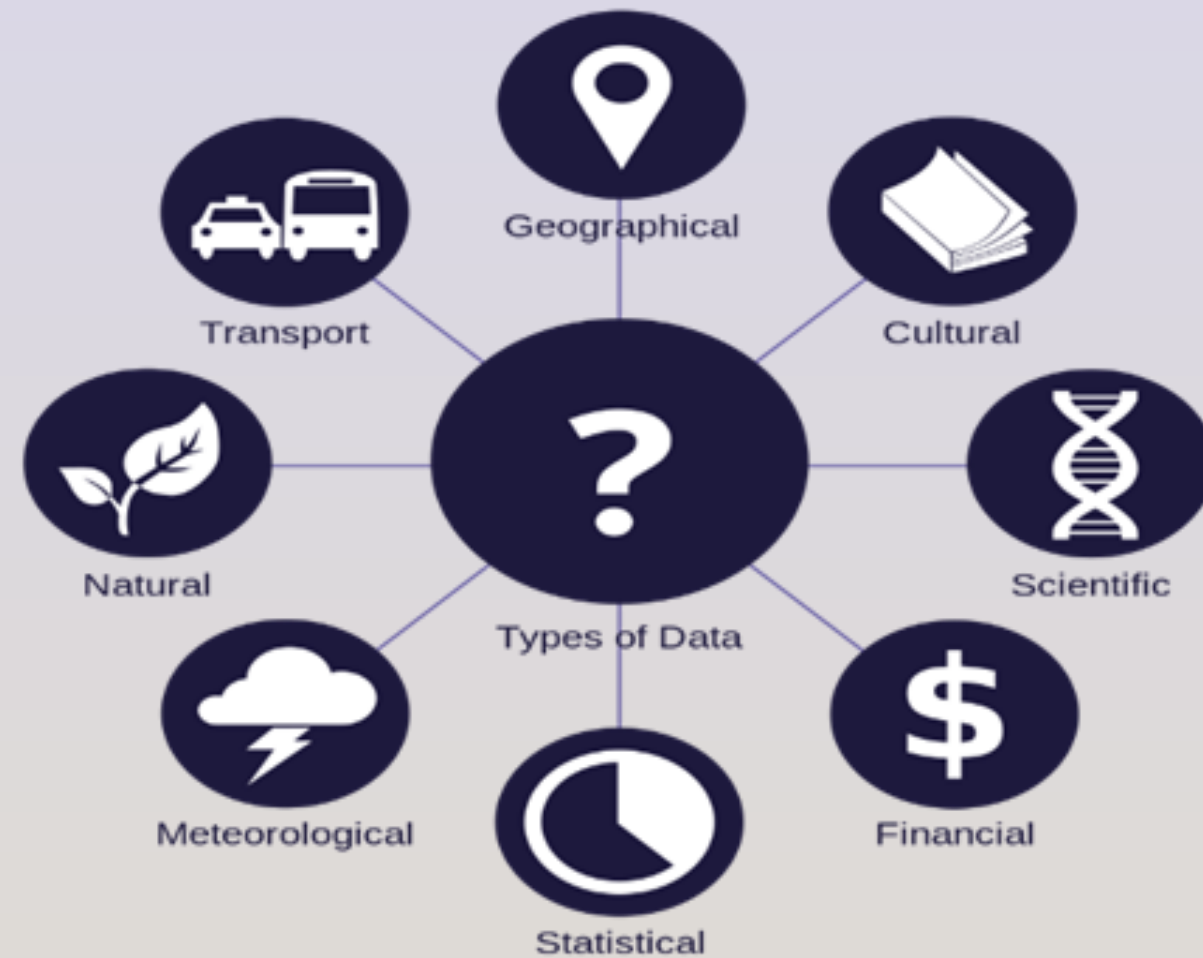 Geographical
Transport
Cultural
Natural
?
Scientific
Types of Data
Meteorological
$
Financial
Statistical